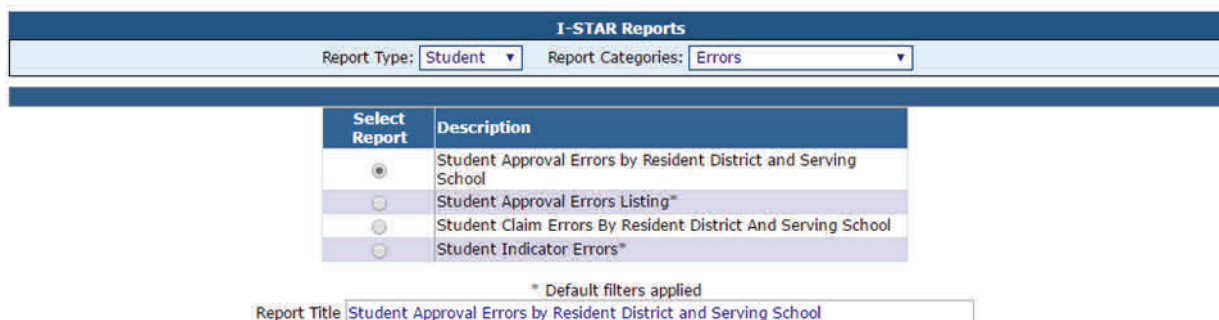 I-STAR Reports
Report Type: Student Report Categories: Errors
Select Report Description
Student Approval Errors by Resident District and Serving
School
Student Approval Errors Listing*
Student Claim Errors By Resident District And Serving School
Student Indicator Errors*
* Default filters applied
Report Title Student Approval Errors by Resident District and Serving School